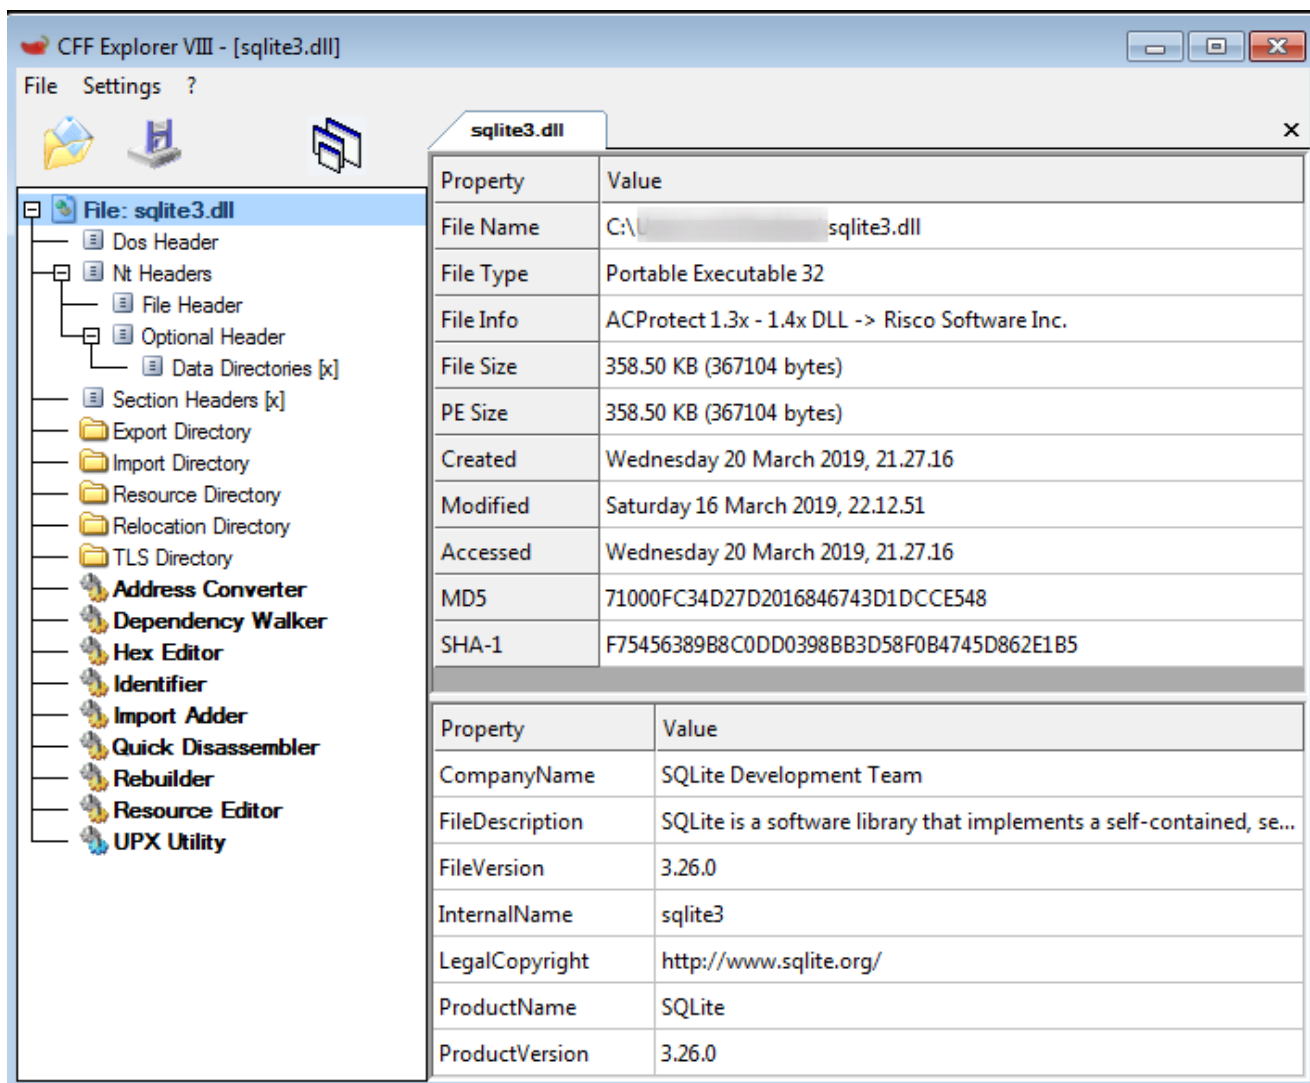 CFF Explorer VIII - [sqlite3.dll]
File Settings ?
sqlite3.dll
File: sqlite3.dll
Dos Header
Nt Headers
File Header
Optional Header
Data Directories [x]
Section Headers [x]
Export Directory
Import Directory
Resource Directory
Relocation Directory
TLS Directory
Address Converter
Dependency Walker
Hex Editor
Identifier
Import Adder
Quick Disassembler
Rebuilder
Resource Editor
UPX Utility
Property Value
File Name C:\ sqlite3.dll
File Type Portable Executable 32
File Info ACProtect 1.3x - 1.4x DLL -> Risco Software Inc.
File Size 358.50 KB (367104 bytes)
PE Size 358.50 KB (367104 bytes)
Created Wednesday 20 March 2019, 21.27.16
Modified Saturday 16 March 2019, 22.12.51
Accessed Wednesday 20 March 2019, 21.27.16
MD5 71000FC34D27D2016846743D1DCCE548
SHA-1 F75456389B8C0DD0398BB3D58F0B4745D862E1B5
Property Value
CompanyName SQLite Development Team
FileDescription SQLite is a software library that implements a self-contained, se...
FileVersion 3.26.0
InternalName sqlite3
LegalCopyright http://www.sqlite.org/
ProductName SQLite
ProductVersion 3.26.0